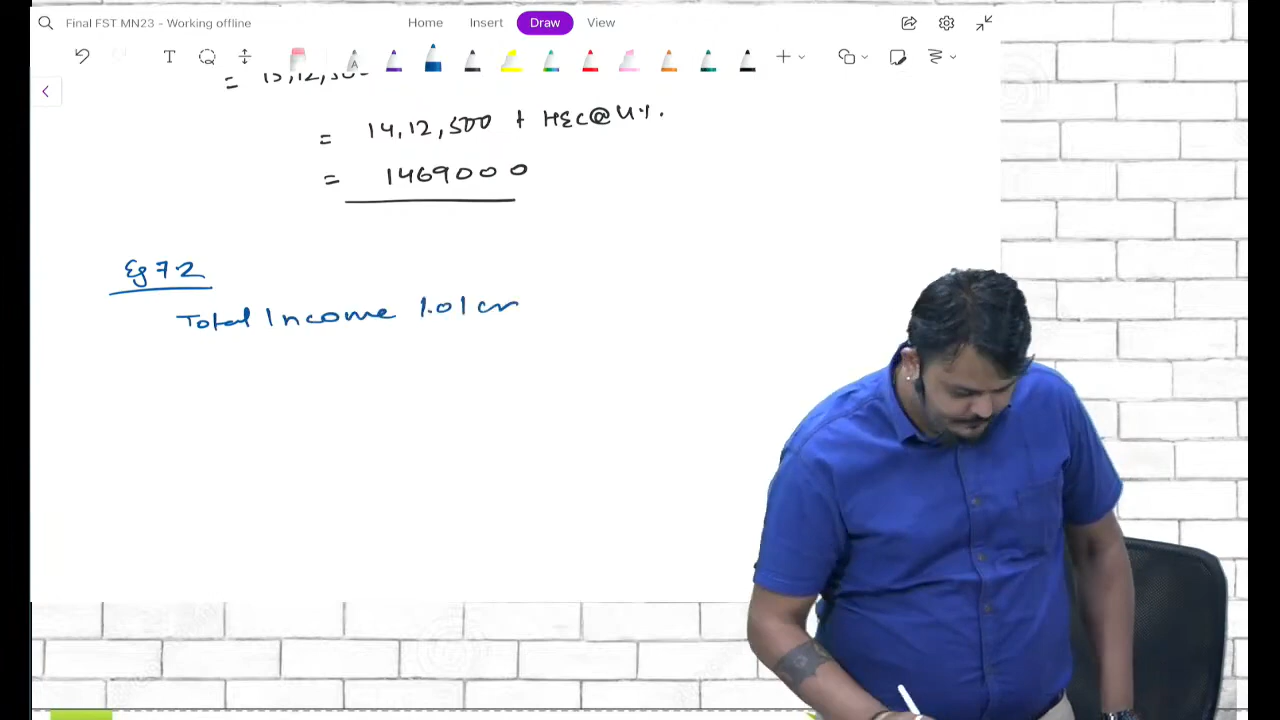 Final FST MN23 - Working offline
Home Insert Draw View
=
= 14,12,500 + HEC@4%.
= 1469000
Eg 72
Total Income 1.01 cr